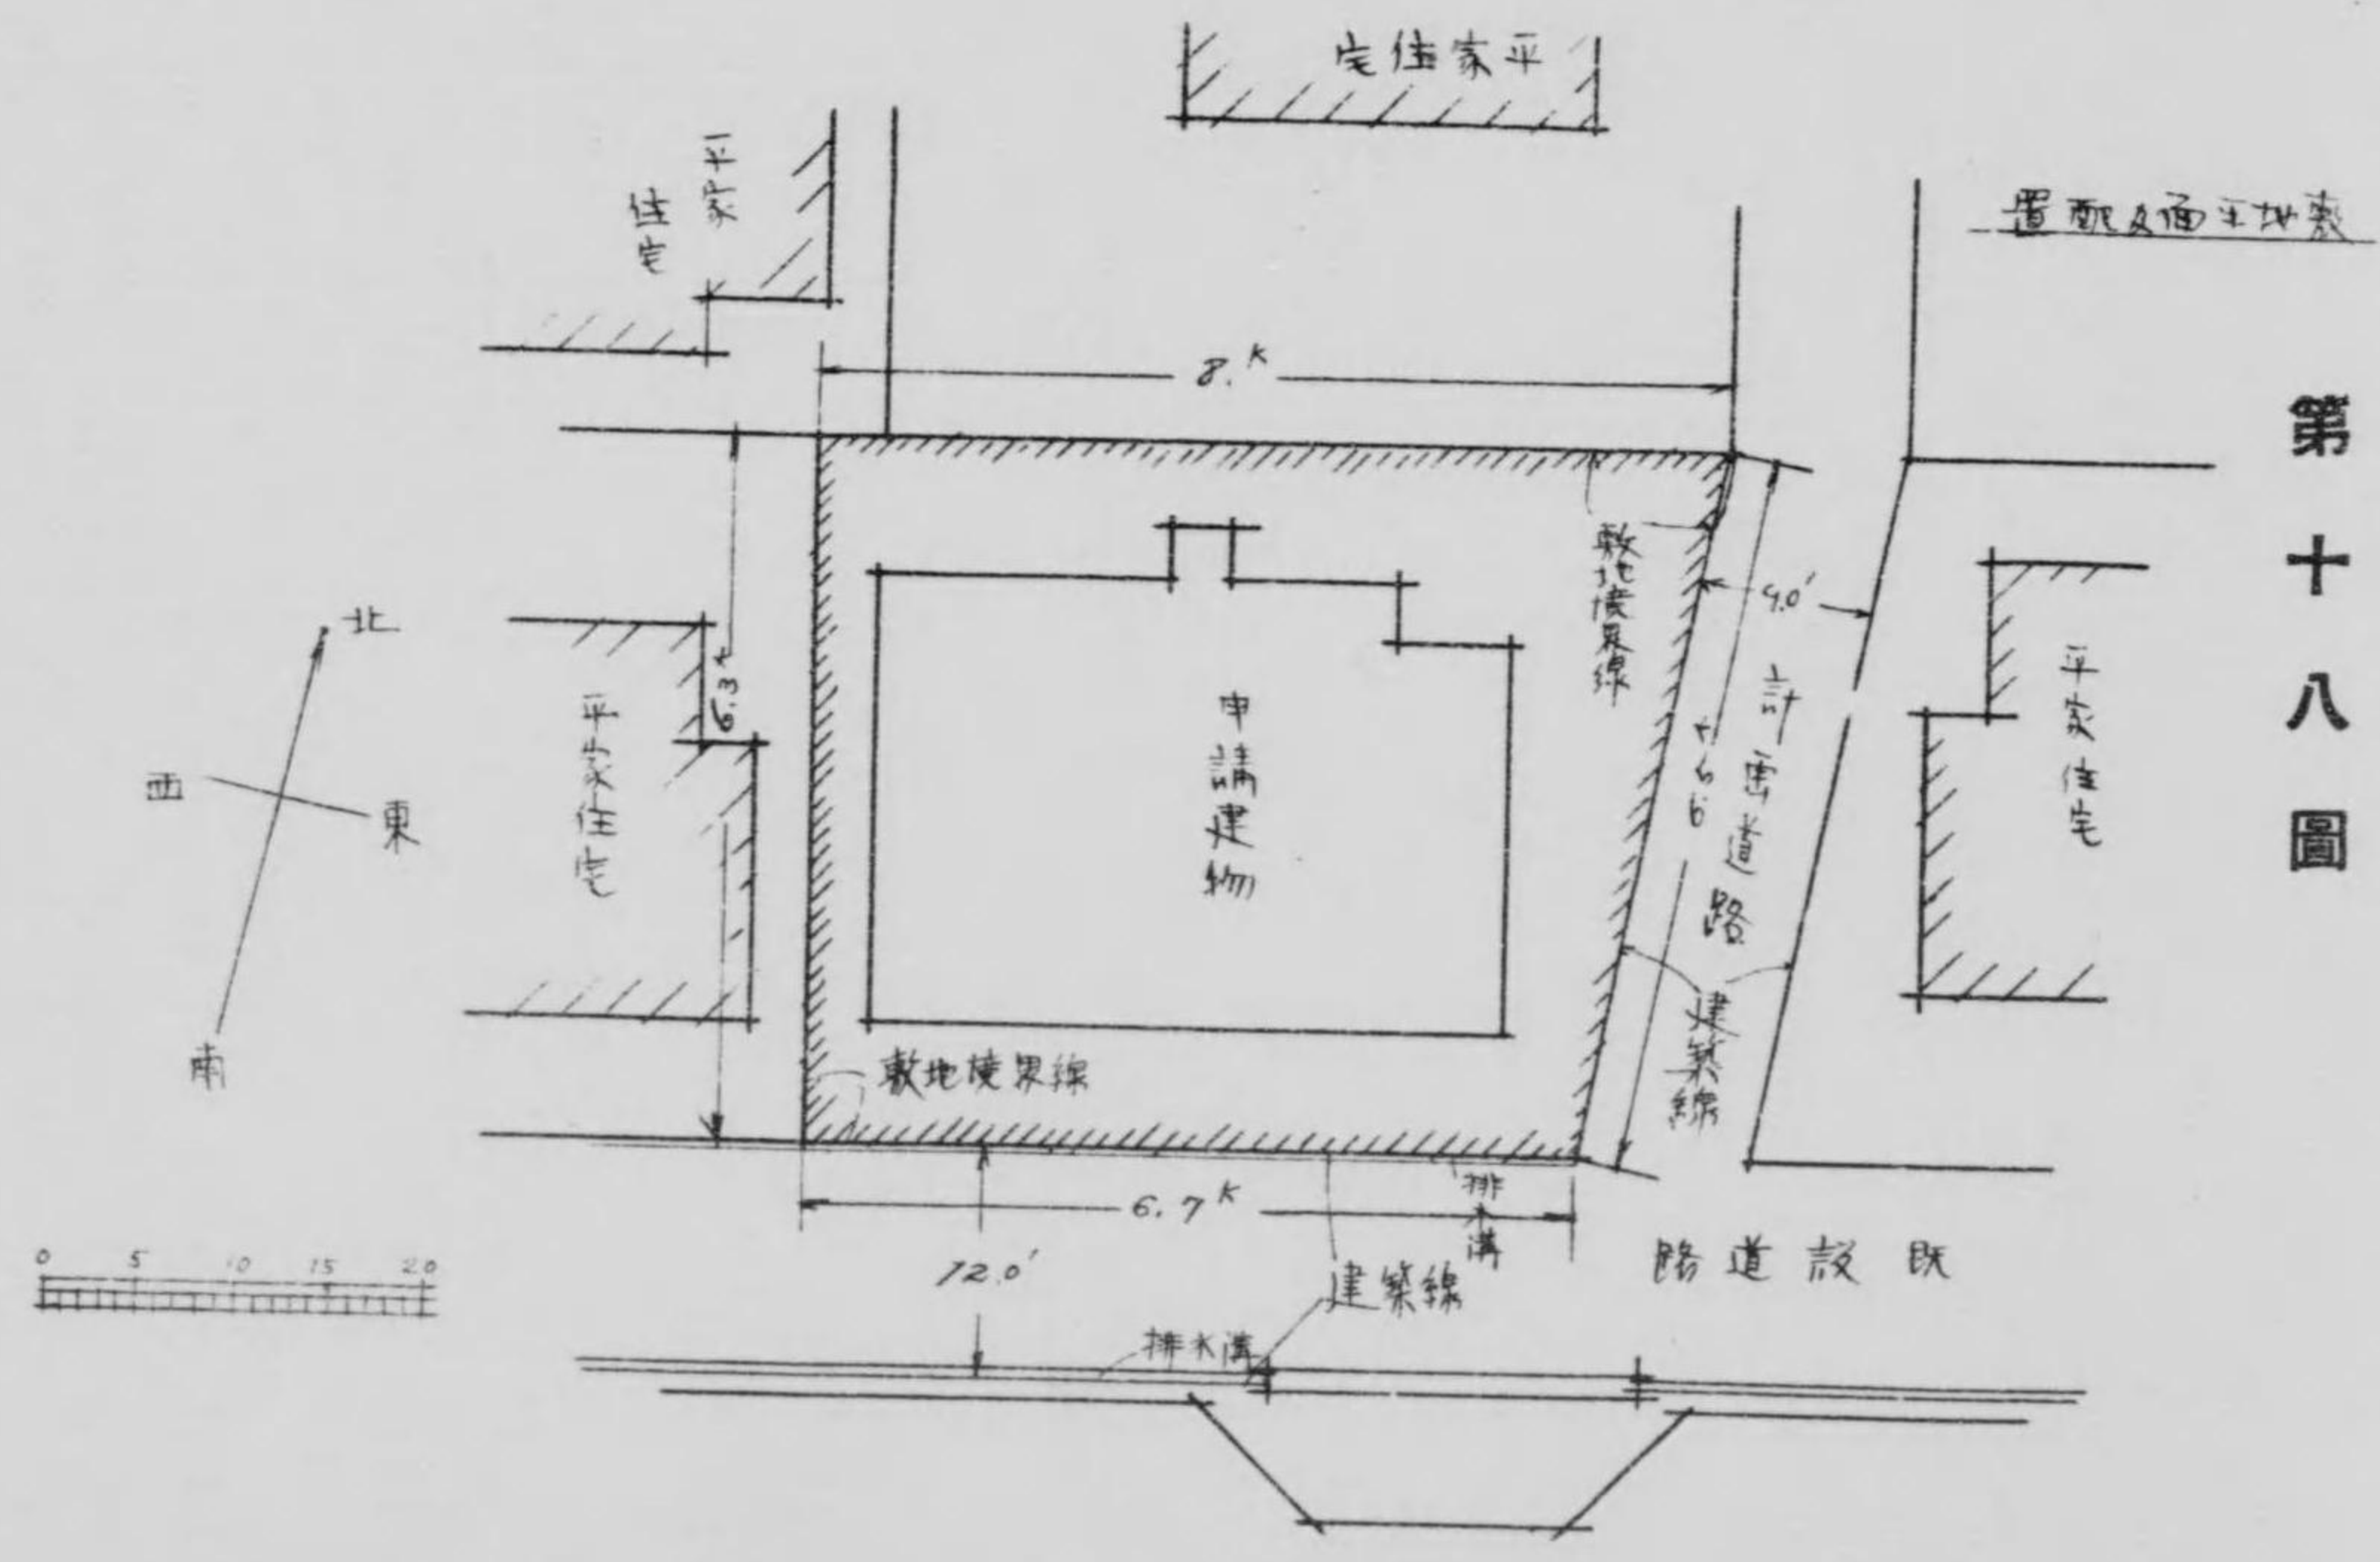 第十八圖
敷地平面及配置
平家住宅
平家
住宅
8.K
敷地境界線
9.0'
計画道路
6.6K
建築線
平家住宅
北
西
東
南
平家住宅
6.3K
申請建物
敷地境界線
6.7K
排水溝
12.0'
建築線
排水溝
既設道路
0 5 10 15 20